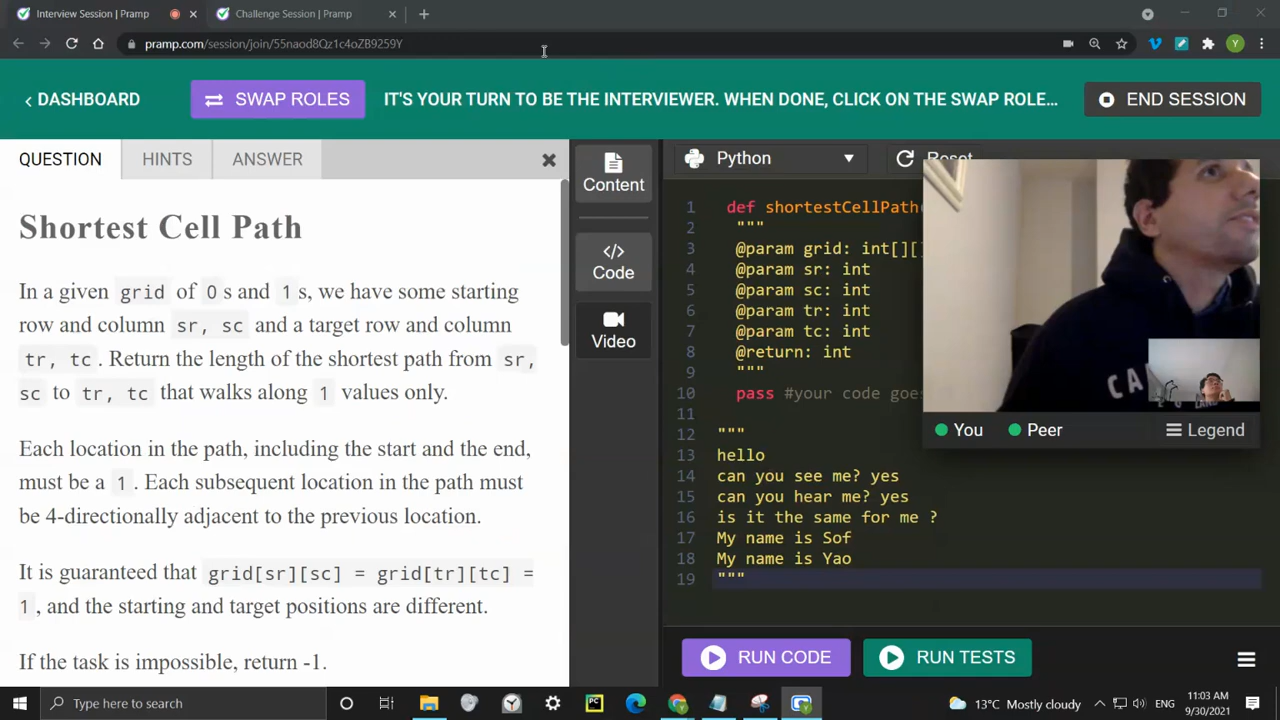 Interview Session | Pramp
Challenge Session | Pramp
pramp.com/session/join/55naod8Qz1c4oZB9259Y
Y
DASHBOARD
SWAP ROLES
IT'S YOUR TURN TO BE THE INTERVIEWER. WHEN DONE, CLICK ON THE SWAP ROLE...
END SESSION
QUESTION
HINTS
ANSWER
Shortest Cell Path
In a given grid of 0 s and 1 s, we have some starting
row and column sr, sc and a target row and column
tr, tc . Return the length of the shortest path from sr,
sc to tr, tc that walks along 1 values only.
Each location in the path, including the start and the end,
must be a 1 . Each subsequent location in the path must
be 4-directionally adjacent to the previous location.
It is guaranteed that grid[sr][sc] = grid[tr][tc] =
1 , and the starting and target positions are different.
If the task is impossible, return -1.
Content
</>
Code
Video
Python
Reset
1 def shortestCellPath(
2 """
3 @param grid: int[][]
4 @param sr: int
5 @param sc: int
6 @param tr: int
7 @param tc: int
8 @return: int
9 """
10 pass #your code goes
11
12 """
13 hello
14 can you see me? yes
15 can you hear me? yes
16 is it the same for me ?
17 My name is Sof
18 My name is Yao
19 """
You
Peer
Legend
RUN CODE
RUN TESTS
Type here to search
PC
13°C Mostly cloudy
ENG
11:03 AM
9/30/2021